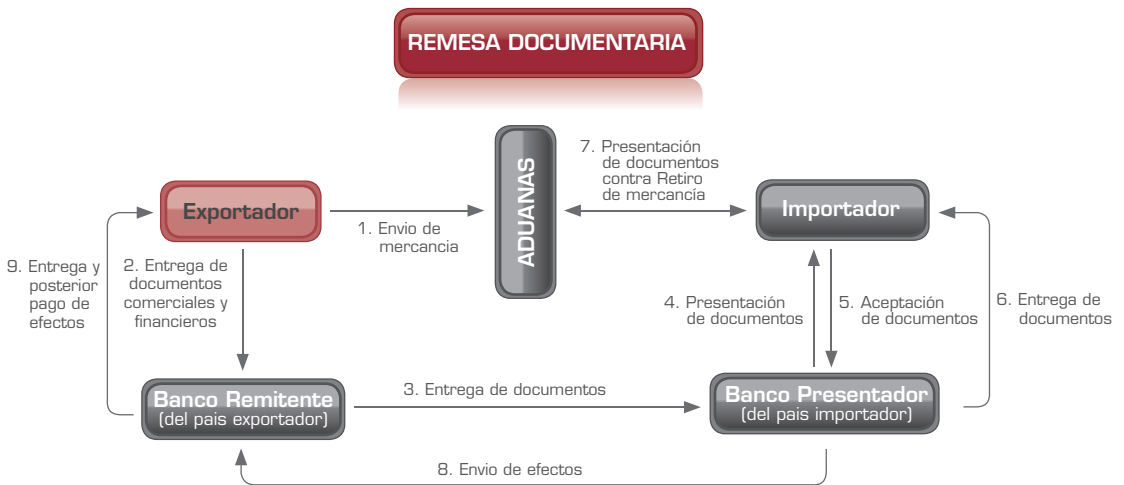 REMESA DOCUMENTARIA
ADUANAS
7. Presentación
de documentos
contra Retiro
de mercancía
Exportador
Importador
1. Envio de
mercancia
9. Entrega y
posterior
pago de
efectos
2. Entrega de
documentos
comerciales y
financieros
4. Presentación
de documentos
5. Aceptación
de documentos
6. Entrega de
documentos
Banco Remitente
(del pais exportador)
3. Entrega de documentos
Banco Presentador
(del pais importador)
8. Envio de efectos